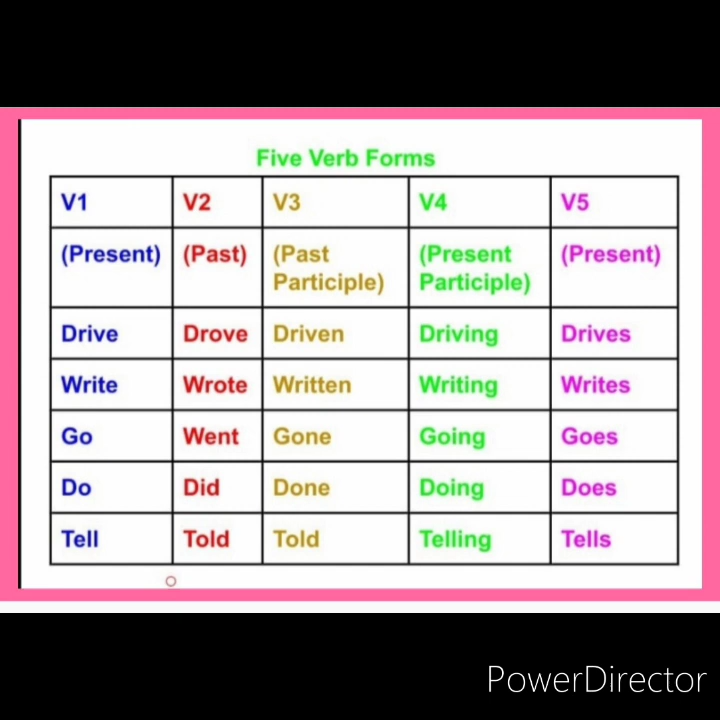 Five Verb Forms
V1 V2 V3 V4 V5
(Present) (Past) (Past Participle) (Present Participle) (Present)
Drive Drove Driven Driving Drives
Write Wrote Written Writing Writes
Go Went Gone Going Goes
Do Did Done Doing Does
Tell Told Told Telling Tells
PowerDirector